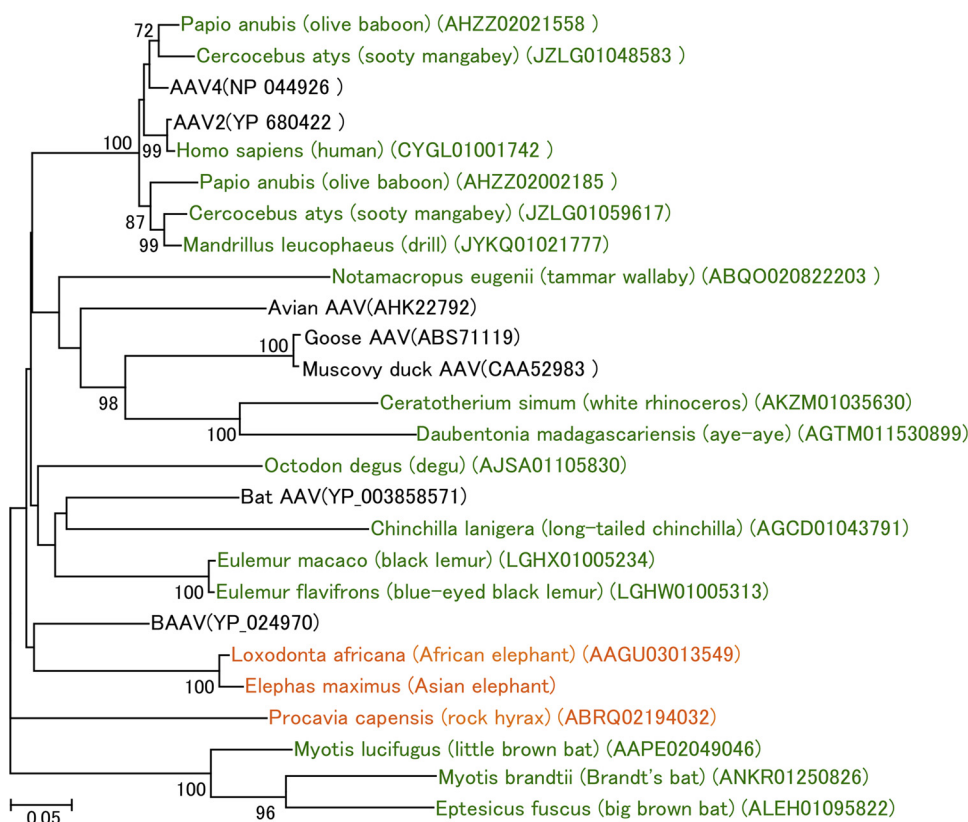 72
Papio anubis (olive baboon) (AHZZ02021558 )
Cercocebus atys (sooty mangabey) (JZLG01048583 )
AAV4(NP 044926 )
AAV2(YP 680422 )
100
99
Homo sapiens (human) (CYGL01001742 )
Papio anubis (olive baboon) (AHZZ02002185 )
87
Cercocebus atys (sooty mangabey) (JZLG01059617)
99
Mandrillus leucophaeus (drill) (JYKQ01021777)
Notamacropus eugenii (tammar wallaby) (ABQO020822203 )
Avian AAV(AHK22792)
Goose AAV(ABS71119)
100
Muscovy duck AAV(CAA52983 )
98
Ceratotherium simum (white rhinoceros) (AKZM01035630)
100
Daubentonia madagascariensis (aye-aye) (AGTM011530899)
Octodon degus (degu) (AJSA01105830)
Bat AAV(YP_003858571)
Chinchilla lanigera (long-tailed chinchilla) (AGCD01043791)
Eulemur macaco (black lemur) (LGHX01005234)
100
Eulemur flavifrons (blue-eyed black lemur) (LGHW01005313)
BAAV(YP_024970)
Loxodonta africana (African elephant) (AAGU03013549)
100
Elephas maximus (Asian elephant)
Procavia capensis (rock hyrax) (ABRQ02194032)
Myotis lucifugus (little brown bat) (AAPE02049046)
100
Myotis brandtii (Brandt's bat) (ANKR01250826)
96
Eptesicus fuscus (big brown bat) (ALEH01095822)
0.05